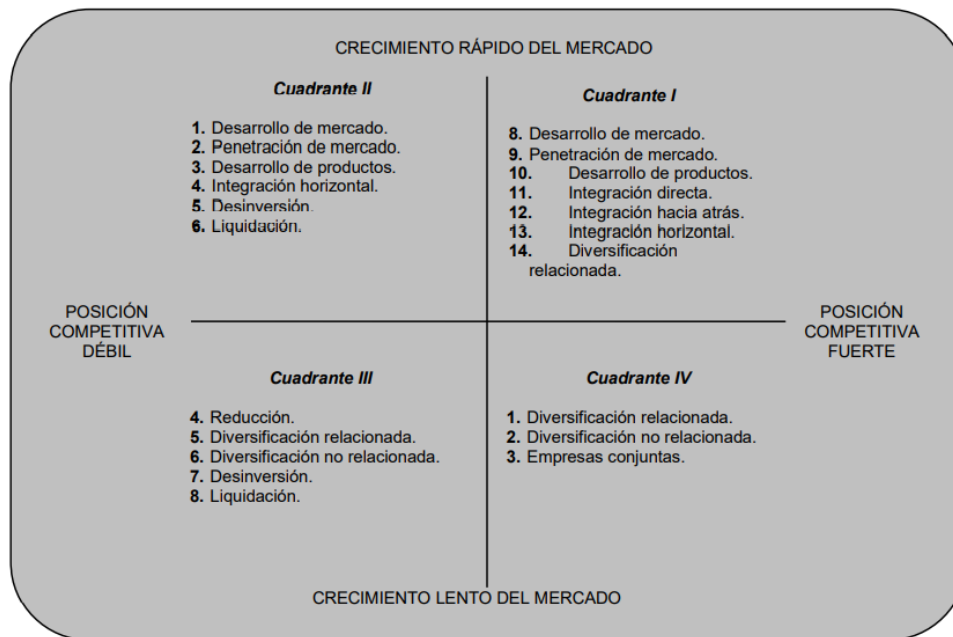 CRECIMIENTO RÁPIDO DEL MERCADO
Cuadrante II
1. Desarrollo de mercado.
2. Penetración de mercado.
3. Desarrollo de productos.
4. Integración horizontal.
5. Desinversión.
6. Liquidación.
Cuadrante I
8. Desarrollo de mercado.
9. Penetración de mercado.
10. Desarrollo de productos.
11. Integración directa.
12. Integración hacia atrás.
13. Integración horizontal.
14. Diversificación
relacionada.
POSICIÓN
COMPETITIVA
DÉBIL
POSICIÓN
COMPETITIVA
FUERTE
Cuadrante III
4. Reducción.
5. Diversificación relacionada.
6. Diversificación no relacionada.
7. Desinversión.
8. Liquidación.
Cuadrante IV
1. Diversificación relacionada.
2. Diversificación no relacionada.
3. Empresas conjuntas.
CRECIMIENTO LENTO DEL MERCADO